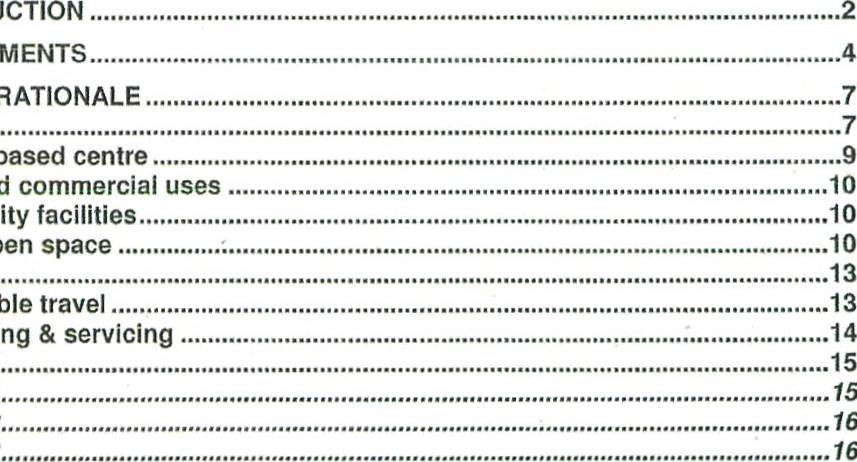 UCTION ........ 2
MENTS ........ 4
RATIONALE ........ 7
........ 7
based centre ........ 9
d commercial uses ........ 10
ity facilities ........ 10
pen space ........ 10
........ 13
ble travel ........ 13
ng & servicing ........ 14
........ 15
........ 15
........ 16
........ 16